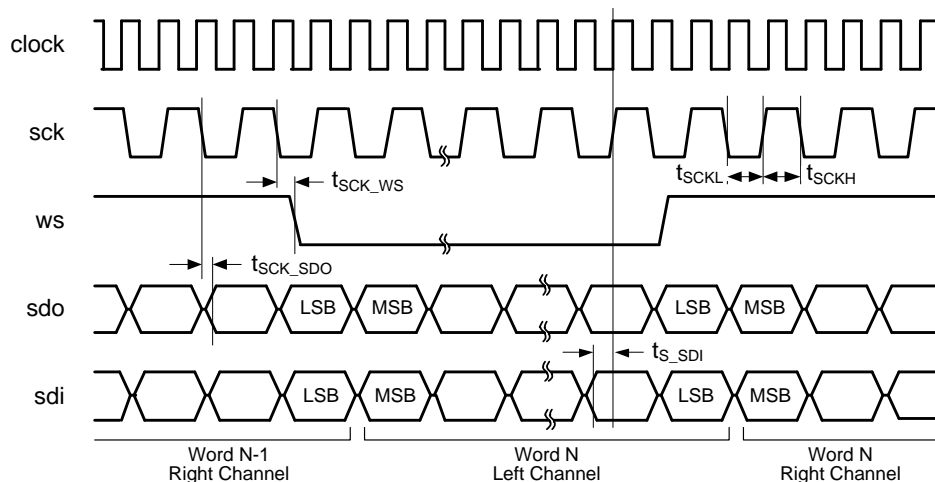 clock
sck
tSCK_WS
tSCKL
tSCKH
ws
tSCK_SDO
sdo
LSB
MSB
LSB
MSB
tS_SDI
sdi
LSB
MSB
LSB
MSB
Word N-1
Right Channel
Word N
Left Channel
Word N
Right Channel